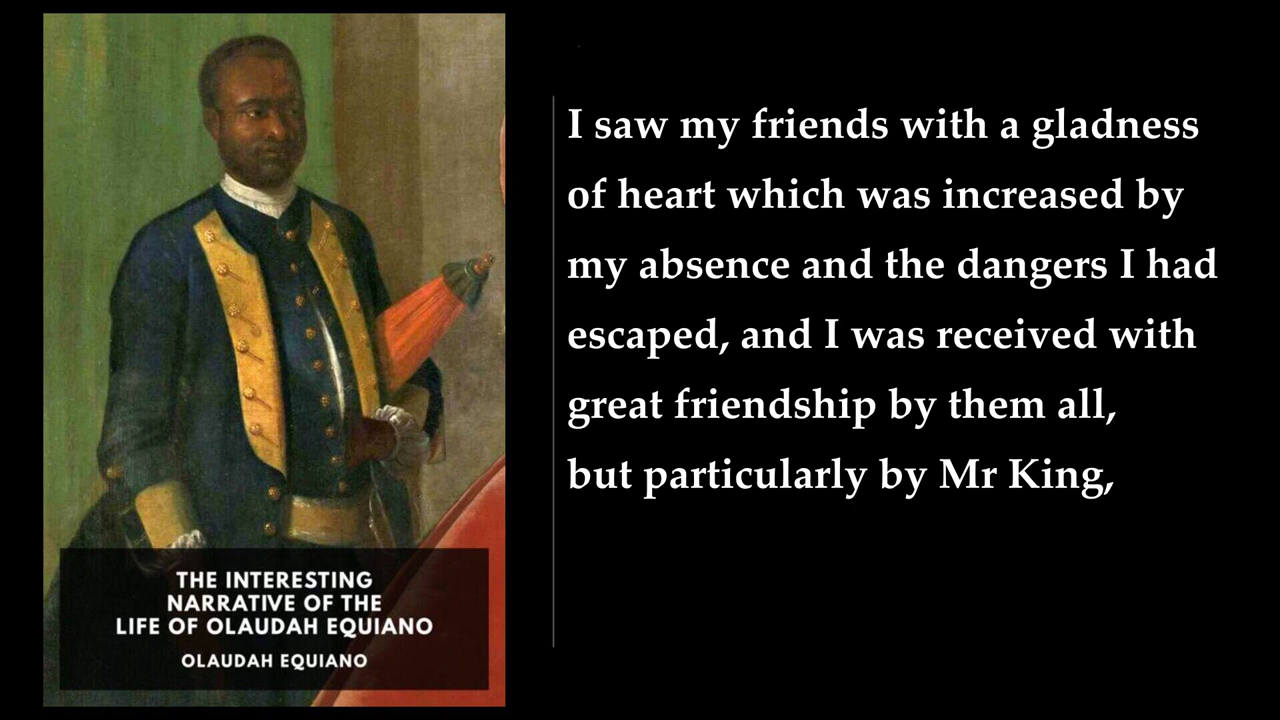 THE INTERESTING
NARRATIVE OF THE
LIFE OF OLAUDAH EQUIANO
OLAUDAH EQUIANO
I saw my friends with a gladness
of heart which was increased by
my absence and the dangers I had
escaped, and I was received with
great friendship by them all,
but particularly by Mr King,